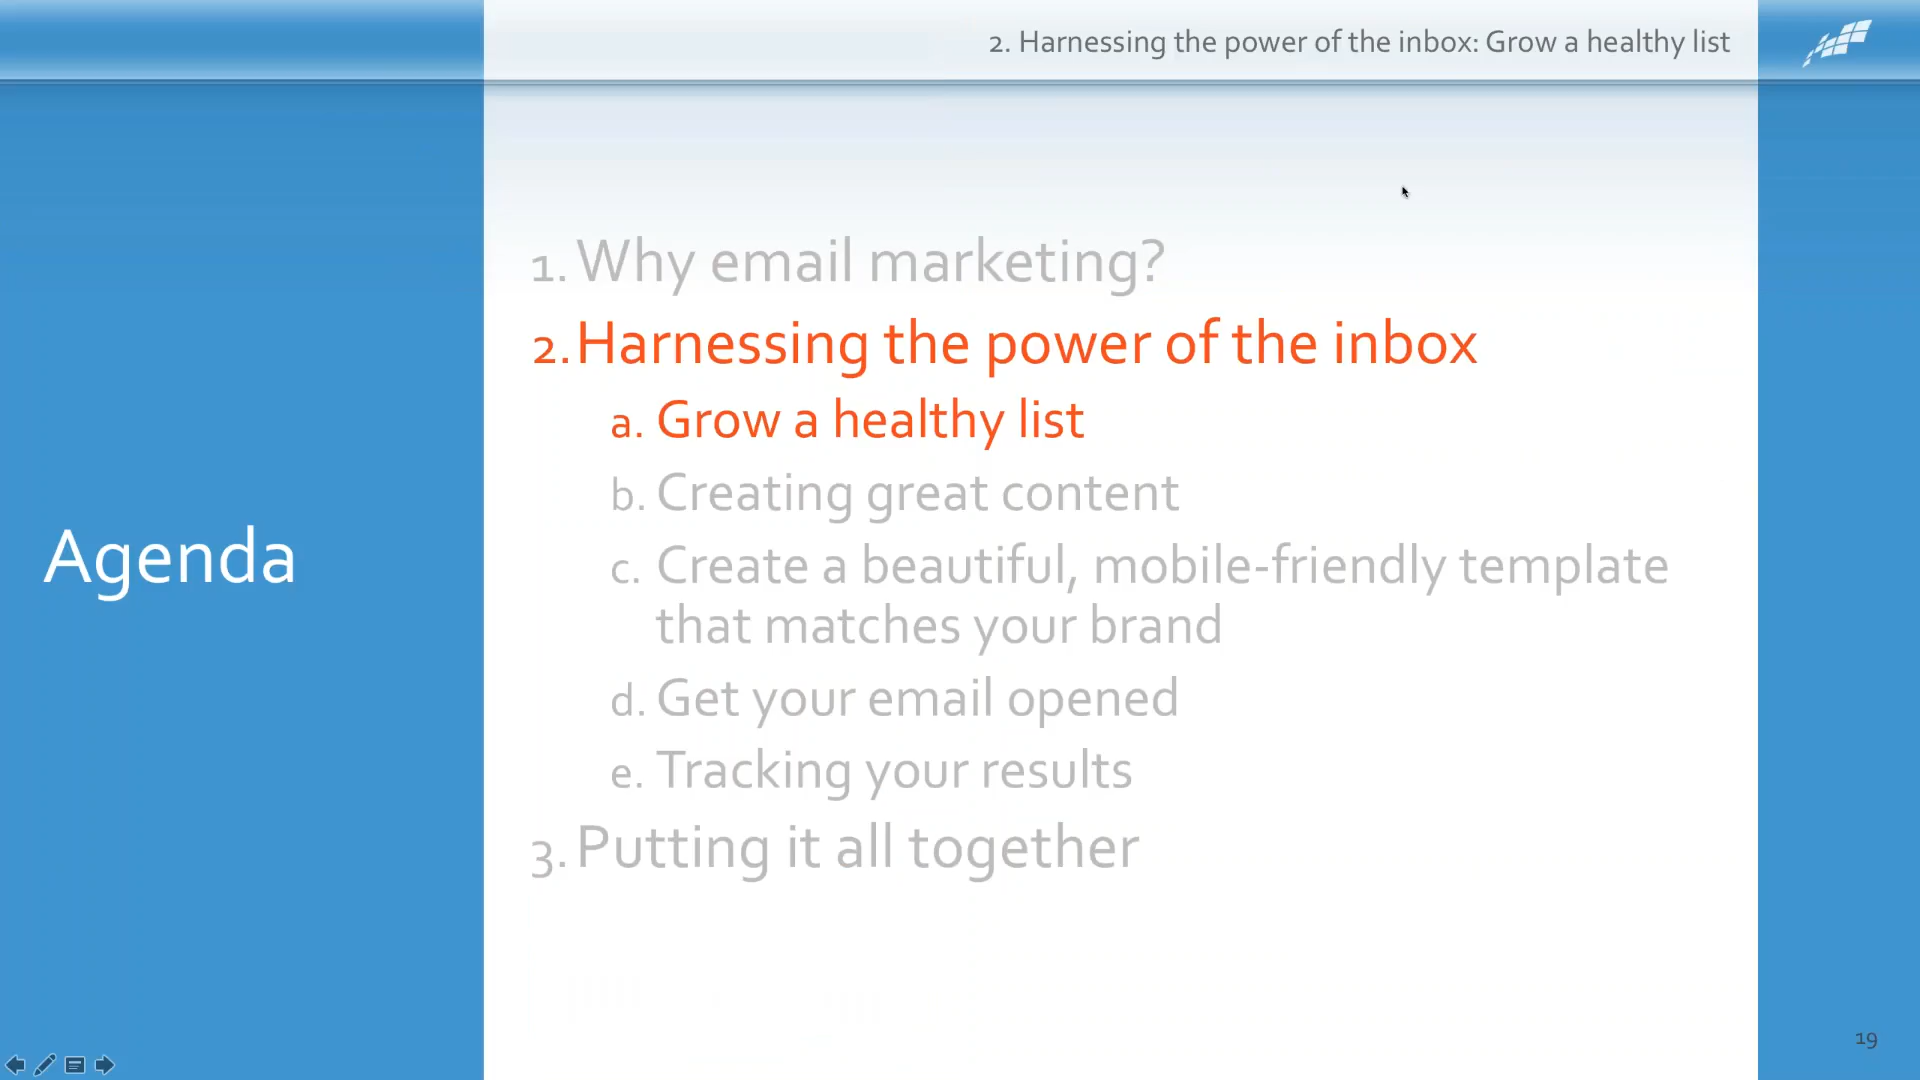 2. Harnessing the power of the inbox: Grow a healthy list
Agenda
1. Why email marketing?
2. Harnessing the power of the inbox
a. Grow a healthy list
b. Creating great content
c. Create a beautiful, mobile-friendly template
that matches your brand
d. Get your email opened
e. Tracking your results
3. Putting it all together
19